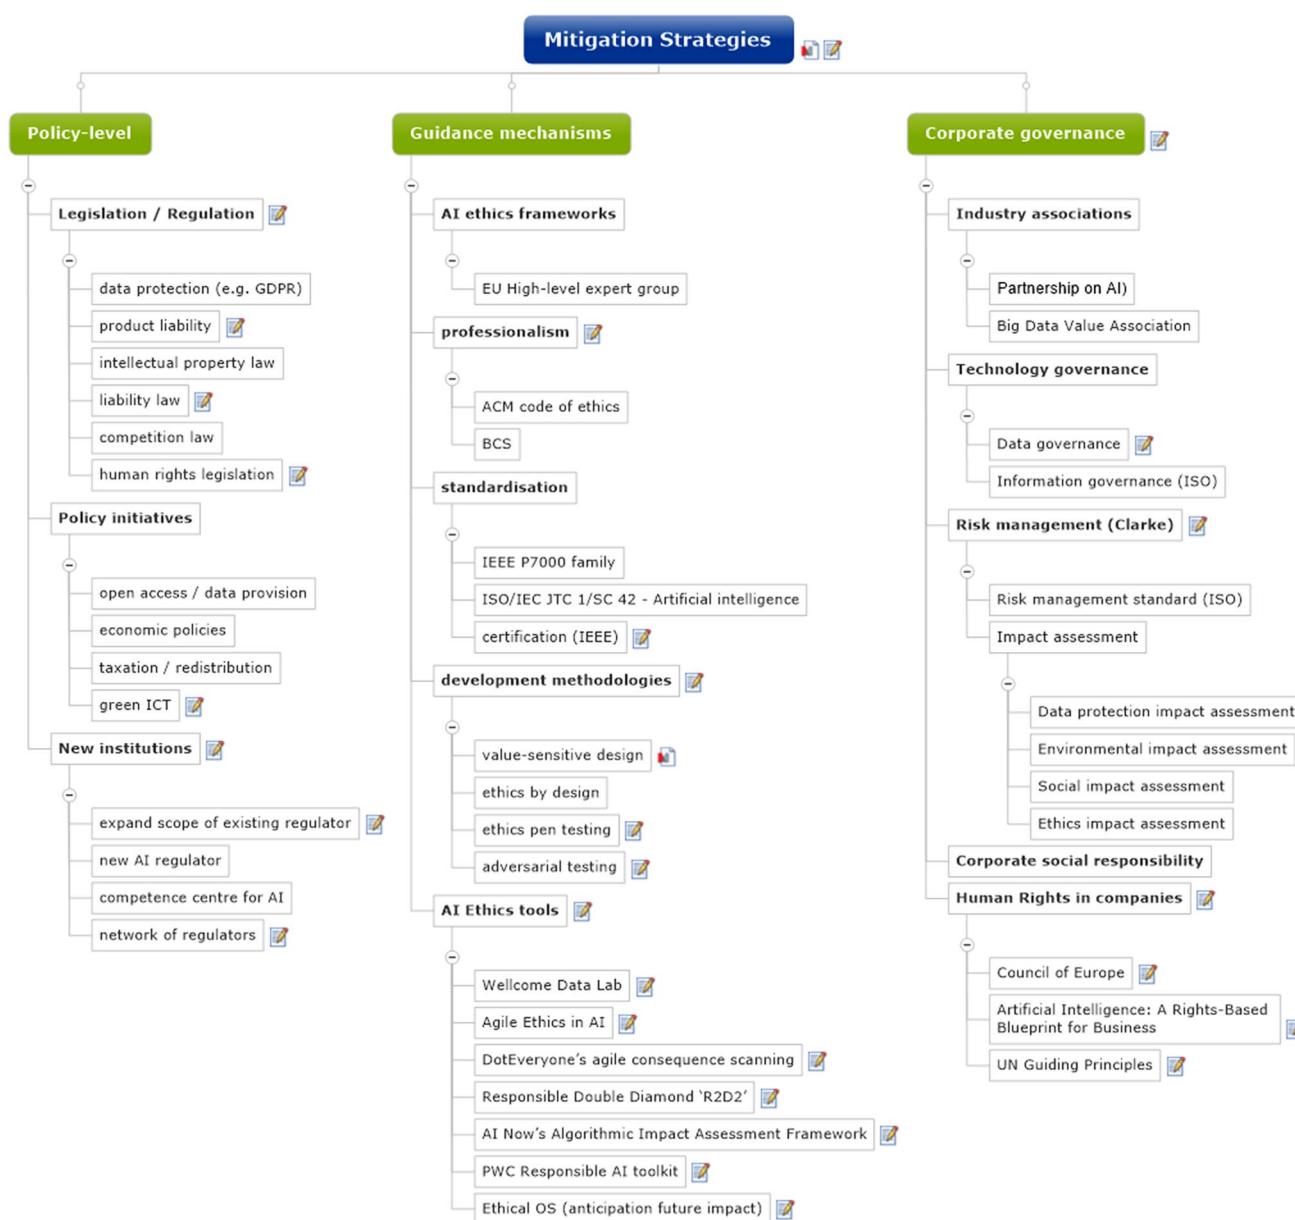 Mitigation Strategies
Policy-level
Legislation / Regulation
data protection (e.g. GDPR)
product liability
intellectual property law
liability law
competition law
human rights legislation
Policy initiatives
open access / data provision
economic policies
taxation / redistribution
green ICT
New institutions
expand scope of existing regulator
new AI regulator
competence centre for AI
network of regulators
Guidance mechanisms
AI ethics frameworks
EU High-level expert group
professionalism
ACM code of ethics
BCS
standardisation
IEEE P7000 family
ISO/IEC JTC 1/SC 42 - Artificial intelligence
certification (IEEE)
development methodologies
value-sensitive design
ethics by design
ethics pen testing
adversarial testing
AI Ethics tools
Wellcome Data Lab
Agile Ethics in AI
DotEveryone’s agile consequence scanning
Responsible Double Diamond ‘R2D2’
AI Now’s Algorithmic Impact Assessment Framework
PWC Responsible AI toolkit
Ethical OS (anticipation future impact)
Corporate governance
Industry associations
Partnership on AI)
Big Data Value Association
Technology governance
Data governance
Information governance (ISO)
Risk management (Clarke)
Risk management standard (ISO)
Impact assessment
Data protection impact assessment
Environmental impact assessment
Social impact assessment
Ethics impact assessment
Corporate social responsibility
Human Rights in companies
Council of Europe
Artificial Intelligence: A Rights-Based
Blueprint for Business
UN Guiding Principles